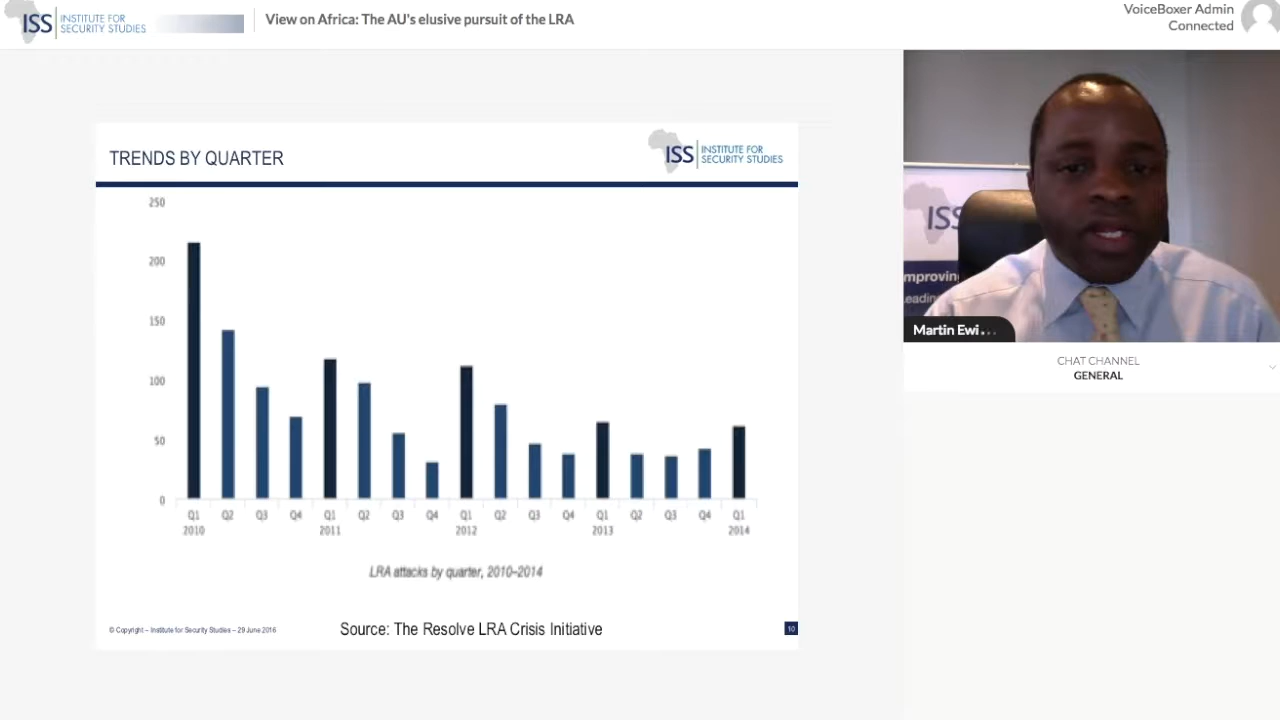 ISS
INSTITUTE FOR
SECURITY STUDIES
View on Africa: The AU's elusive pursuit of the LRA
VoiceBoxer Admin
Connected
TRENDS BY QUARTER
ISS
INSTITUTE FOR
SECURITY STUDIES
250
200
150
100
50
0
Q1 Q2 Q3 Q4 Q1 Q2 Q3 Q4 Q1 Q2 Q3 Q4 Q1 Q2 Q3 Q4 Q1
2010 2011 2012 2013 2014
LRA attacks by quarter, 2010–2014
© Copyright – Institute for Security Studies – 29 June 2016
Source: The Resolve LRA Crisis Initiative
10
ISS
mproving
eading
Martin Ewi...
CHAT CHANNEL
GENERAL